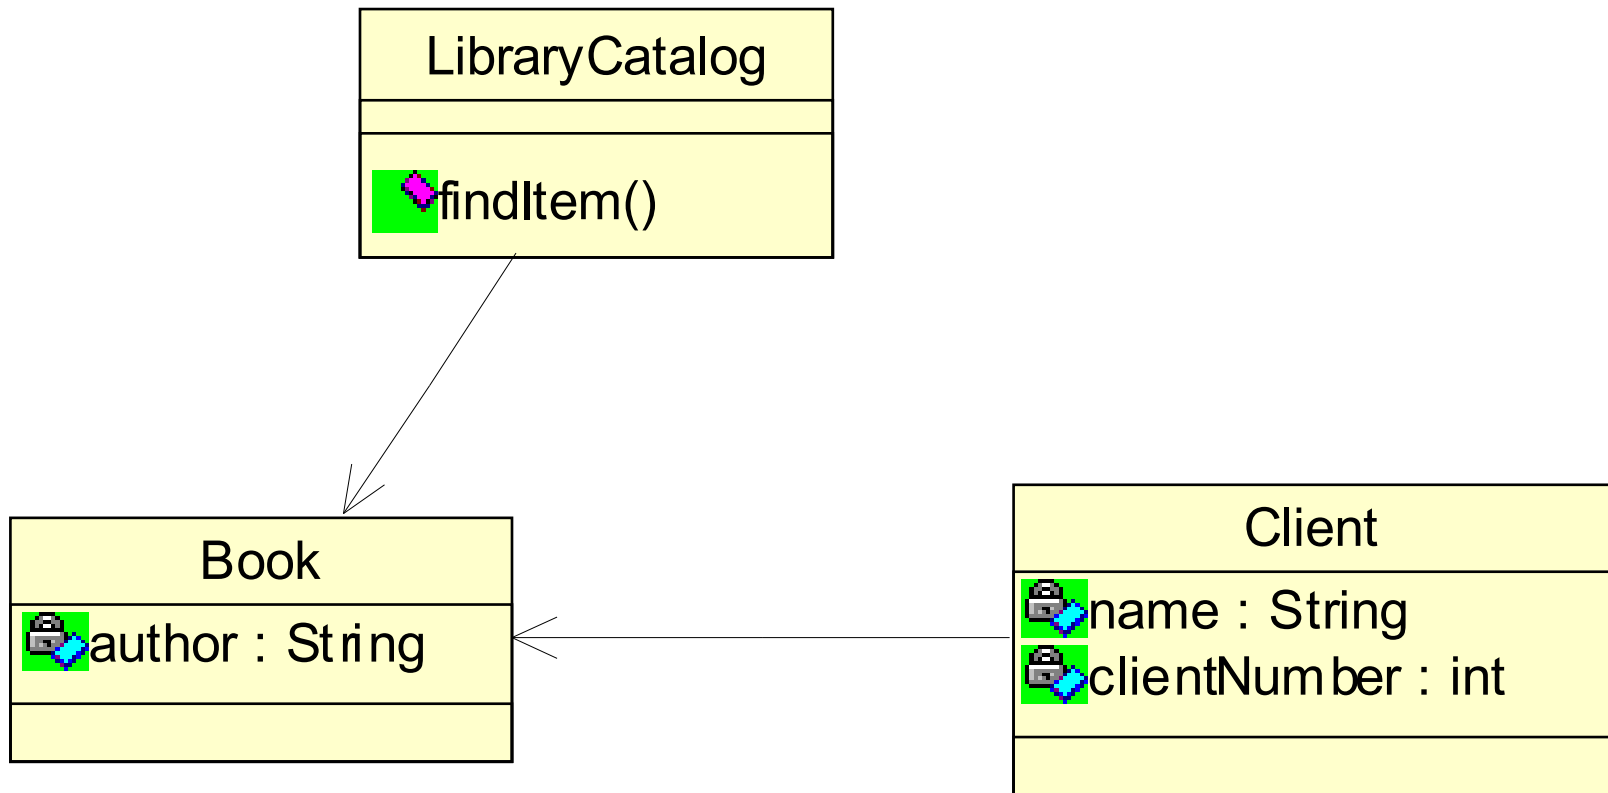 LibraryCatalog
findItem()
Book
author : String
Client
name : String
clientNumber : int